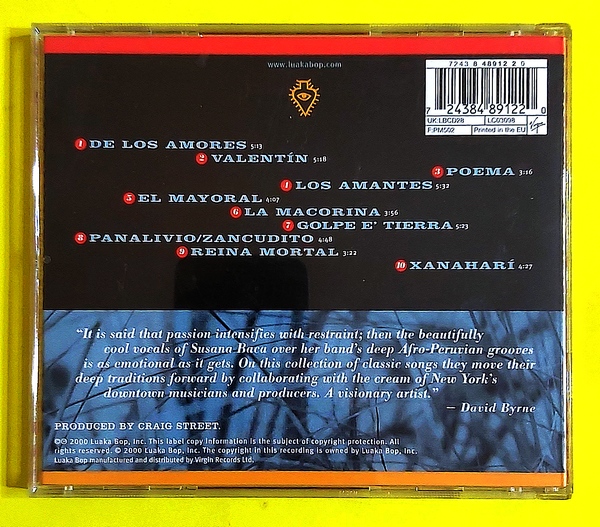 www.luakabop.com
7243 8 48912 2 0
7 24384 89122 0
UK:LBCD28 LC03098
F:PM502 Printed in the EU Virgin
1 DE LOS AMORES 5:13
2 VALENTÍN 5:18
3 POEMA 3:16
4 LOS AMANTES 5:32
5 EL MAYORAL 4:07
6 LA MACORINA 3:56
7 GOLPE E' TIERRA 5:23
8 PANALIVIO/ZANCUDITO 4:48
9 REINA MORTAL 3:22
10 XANAHARÍ 4:27
"It is said that passion intensifies with restraint; then the beautifully
cool vocals of Susana Baca over her band's deep Afro-Peruvian grooves
is as emotional as it gets. On this collection of classic songs they move their
deep traditions forward by collaborating with the cream of New York's
downtown musicians and producers. A visionary artist."
— David Byrne
PRODUCED BY CRAIG STREET.
℗© 2000 Luaka Bop, Inc. This label copy information is the subject of copyright protection. All
rights reserved. © 2000 Luaka Bop, Inc. The copyright in this recording is owned by Luaka Bop, Inc.
Luaka Bop manufactured and distributed by Virgin Records Ltd.